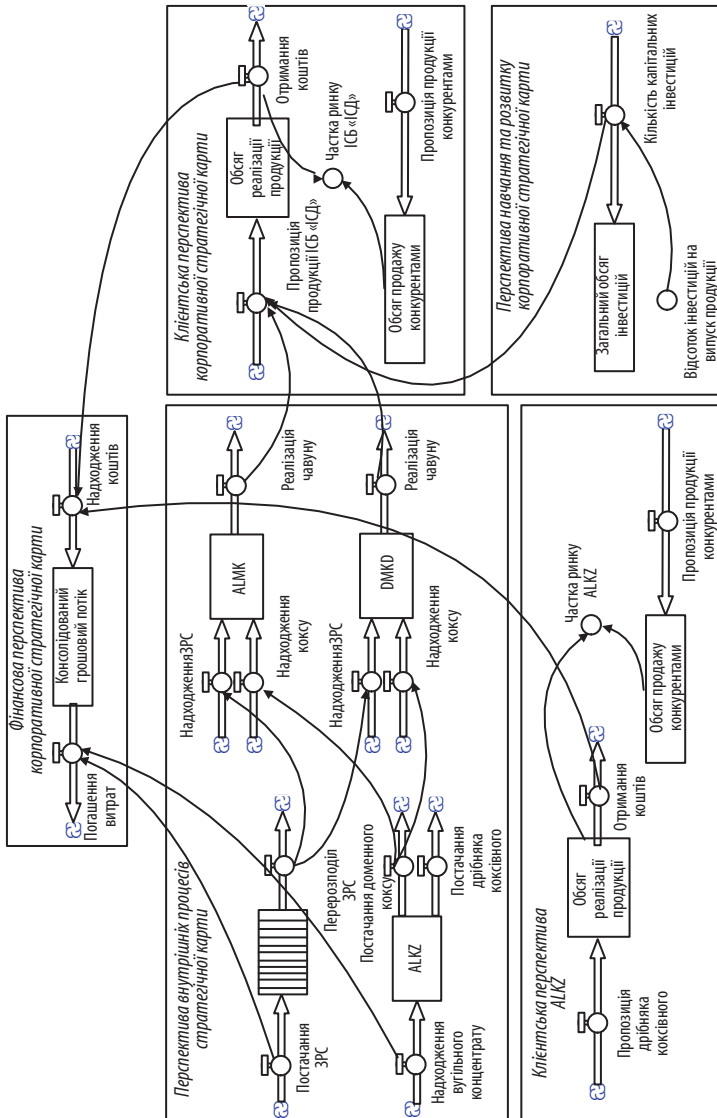 Фінансова перспектива
корпоративної стратегічної карти
Погашення
витрат
Консолідований
грошовий потік
Надходження
коштів
Перспектива внутрішніх процесів
стратегічної карти
Постачання
ЗРС
Перерозподіл
ЗРС
НадходженняЗРС
Надходження
коксу
ALMK
Реалізація
чавуну
Надходження
вугільного
концентрату
ALKZ
Постачання доменного
коксу
Постачання
дрібняка
коксівного
НадходженняЗРС
Надходження
коксу
DMKD
Реалізація
чавуну
Клієнтська перспектива
корпоративної стратегічної карти
Пропозиція
продукції ІСБ «ІСД»
Обсяг
реалізації
продукції
Отримання
коштів
Частка ринку
ІСБ «ІСД»
Обсяг продажу
конкурентами
Пропозиція продукції
конкурентами
Клієнтська перспектива
ALKZ
Пропозиція
дрібняка
коксівного
Обсяг
реалізації
продукції
Отримання
коштів
Частка ринку
ALKZ
Обсяг продажу
конкурентами
Пропозиція продукції
конкурентами
Перспектива навчання та розвитку
корпоративної стратегічної карти
Загальний обсяг
інвестицій
Відсоток інвестицій на
випуск продукції
Кількість капітальних
інвестицій